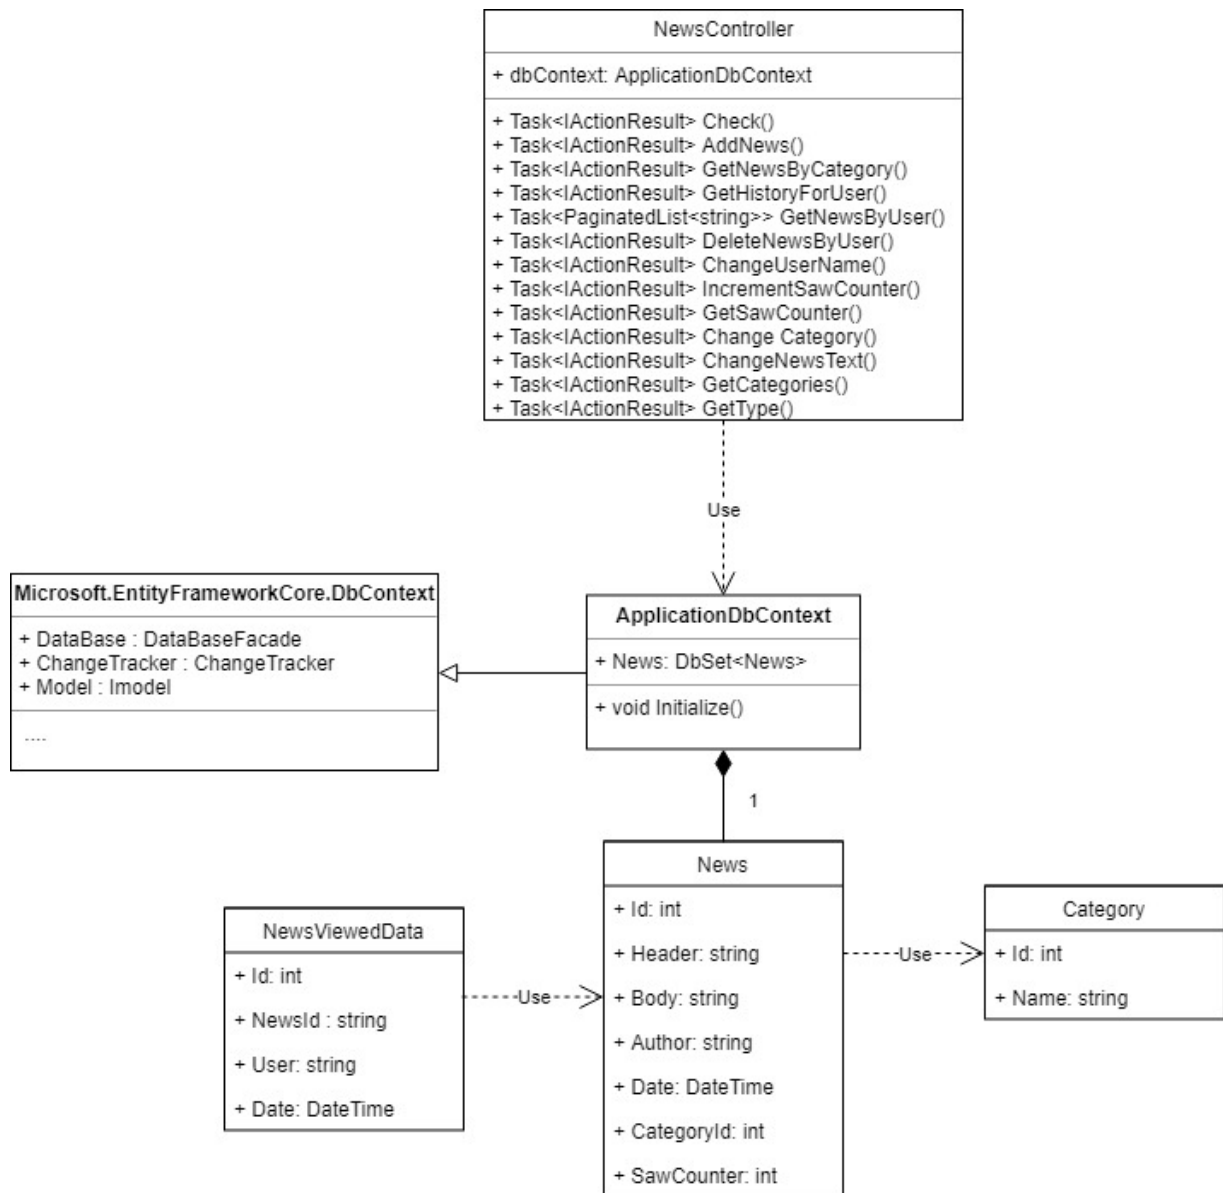 NewsController
+ dbContext: ApplicationDbContext
+ Task<IActionResult> Check()
+ Task<IActionResult> AddNews()
+ Task<IActionResult> GetNewsByCategory()
+ Task<IActionResult> GetHistoryForUser()
+ Task<PaginatedList<string>> GetNewsByUser()
+ Task<IActionResult> DeleteNewsByUser()
+ Task<IActionResult> ChangeUserName()
+ Task<IActionResult> IncrementSawCounter()
+ Task<IActionResult> GetSawCounter()
+ Task<IActionResult> Change Category()
+ Task<IActionResult> ChangeNewsText()
+ Task<IActionResult> GetCategories()
+ Task<IActionResult> GetType()
Use
Microsoft.EntityFrameworkCore.DbContext
+ DataBase : DataBaseFacade
+ ChangeTracker : ChangeTracker
+ Model : Imodel
....
ApplicationDbContext
+ News: DbSet<News>
+ void Initialize()
1
NewsViewedData
+ Id: int
+ NewsId : string
+ User: string
+ Date: DateTime
Use
News
+ Id: int
+ Header: string
+ Body: string
+ Author: string
+ Date: DateTime
+ CategoryId: int
+ SawCounter: int
Use
Category
+ Id: int
+ Name: string